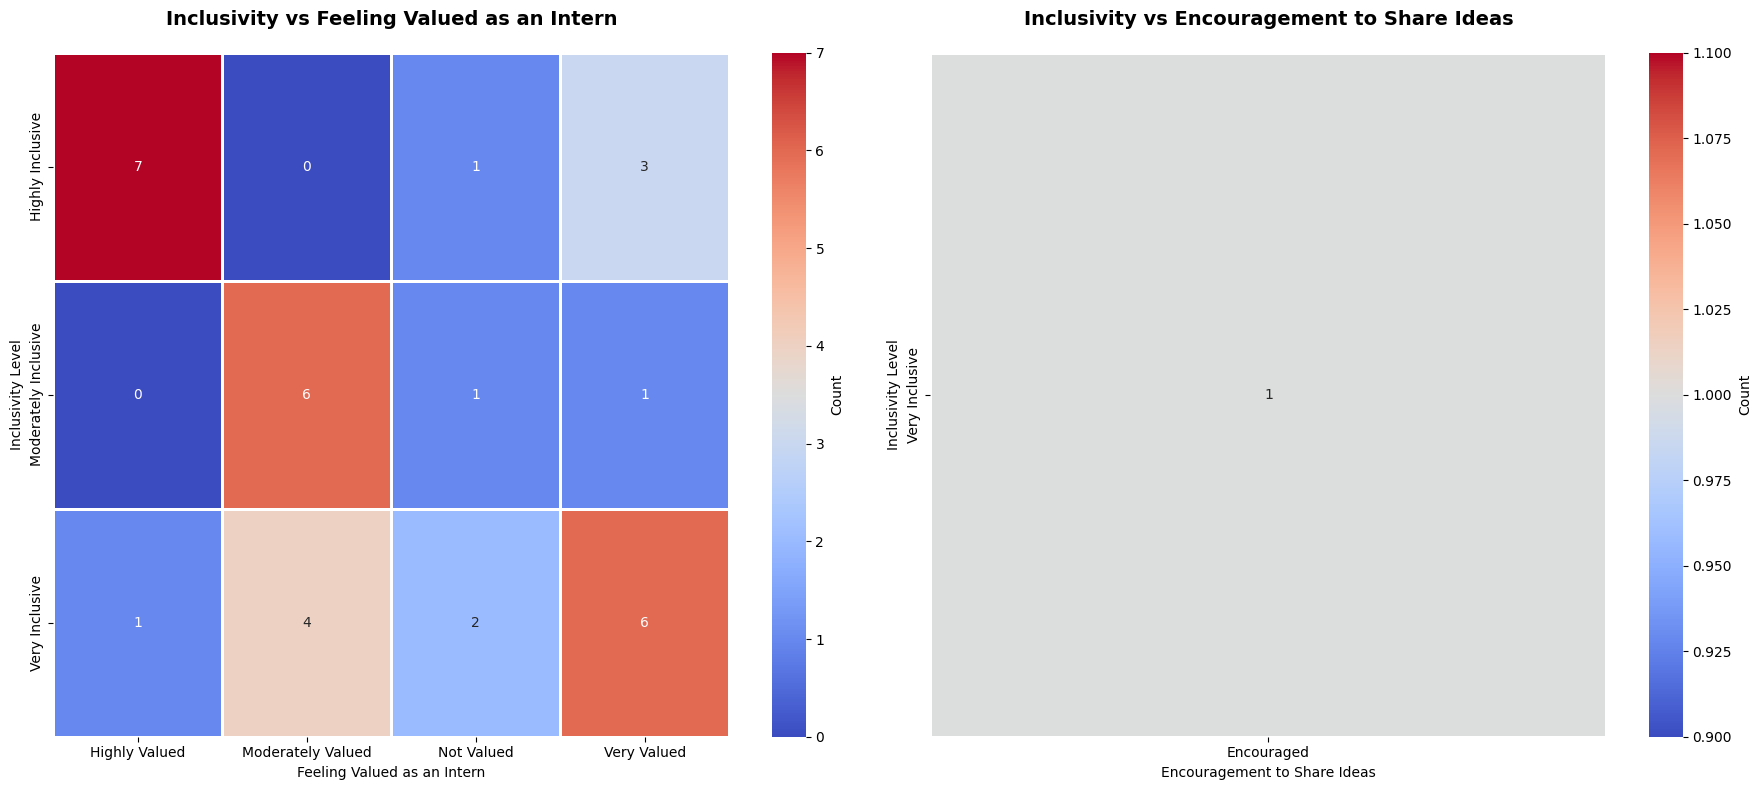 Inclusivity vs Feeling Valued as an Intern
Inclusivity Level
Highly Inclusive
Moderately Inclusive
Very Inclusive
7 0 1 3
0 6 1 1
1 4 2 6
Highly Valued Moderately Valued Not Valued Very Valued
Feeling Valued as an Intern
7
6
5
4
3
2
1
0
Count
Inclusivity vs Encouragement to Share Ideas
Inclusivity Level
Very Inclusive
1
Encouraged
Encouragement to Share Ideas
1.100
1.075
1.050
1.025
1.000
0.975
0.950
0.925
0.900
Count